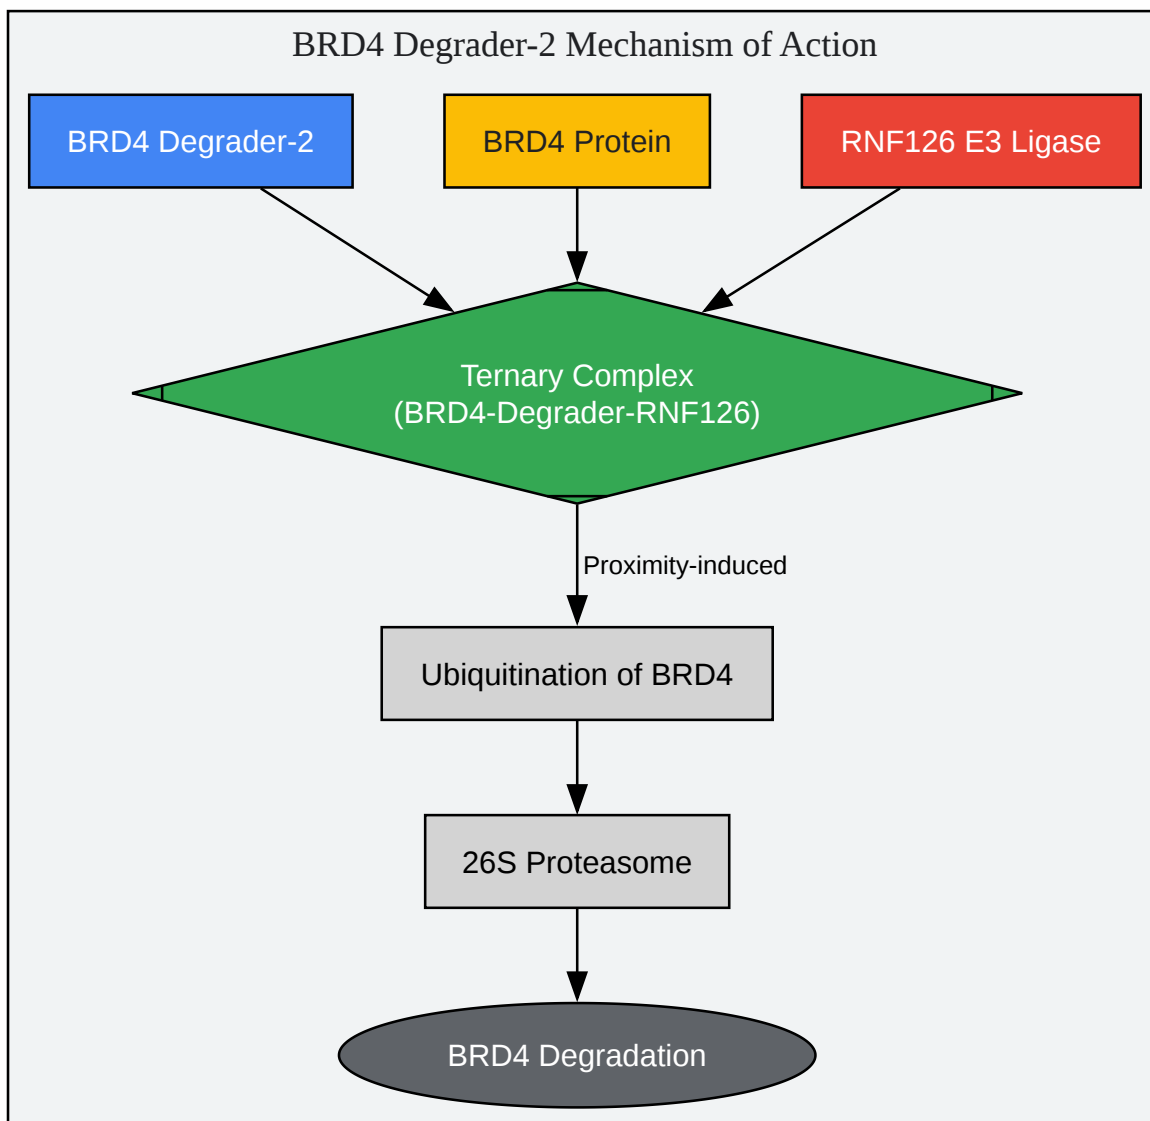 BRD4 Degrader-2 Mechanism of Action
BRD4 Degrader-2
BRD4 Protein
RNF126 E3 Ligase
Ternary Complex
(BRD4-Degrader-RNF126)
Proximity-induced
Ubiquitination of BRD4
26S Proteasome
BRD4 Degradation